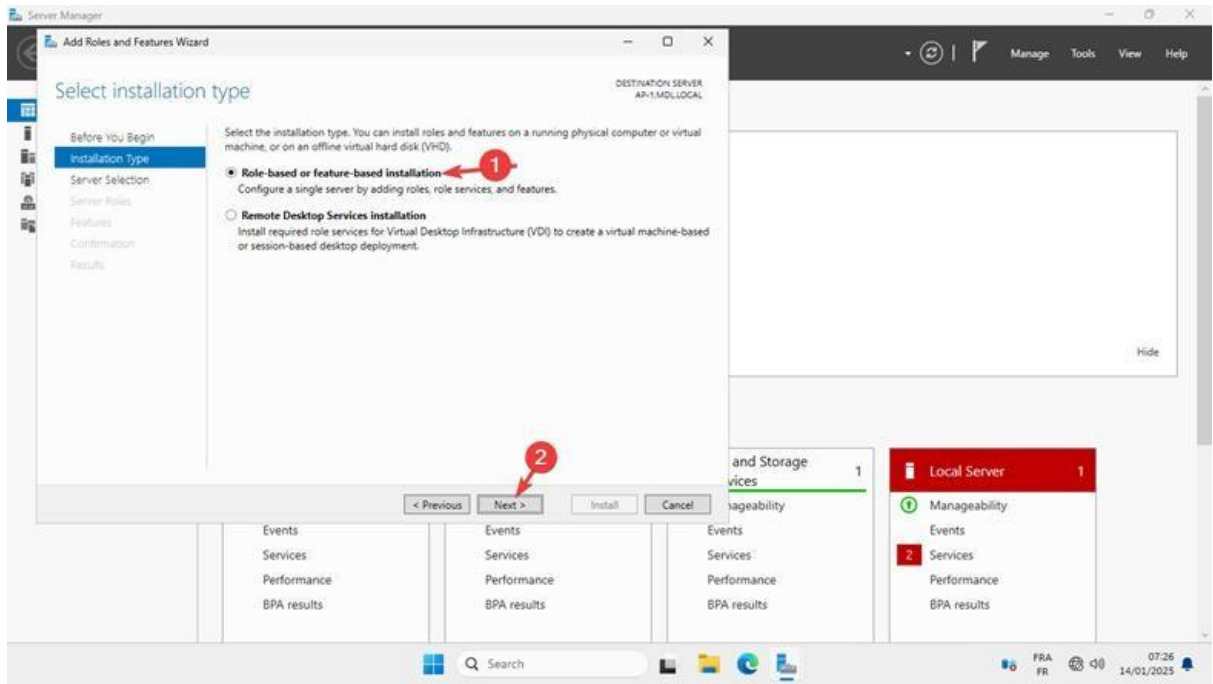 Server Manager
Manage Tools View Help
Add Roles and Features Wizard
Select installation type
DESTINATION SERVER
AP-1.MDL.LOCAL
Before You Begin
Installation Type
Server Selection
Server Roles
Features
Confirmation
Results
Select the installation type. You can install roles and features on a running physical computer or virtual
machine, or on an offline virtual hard disk (VHD).
Role-based or feature-based installation
1
Configure a single server by adding roles, role services, and features.
Remote Desktop Services installation
Install required role services for Virtual Desktop Infrastructure (VDI) to create a virtual machine-based
or session-based desktop deployment.
2
< Previous Next > Install Cancel
Hide
and Storage 1
vices
nageability
Events
Services
Performance
BPA results
Events
Services
Performance
BPA results
Events
Services
Performance
BPA results
Local Server 1
Manageability
Events
2 Services
Performance
BPA results
Search
FRA
FR
07:26
14/01/2025